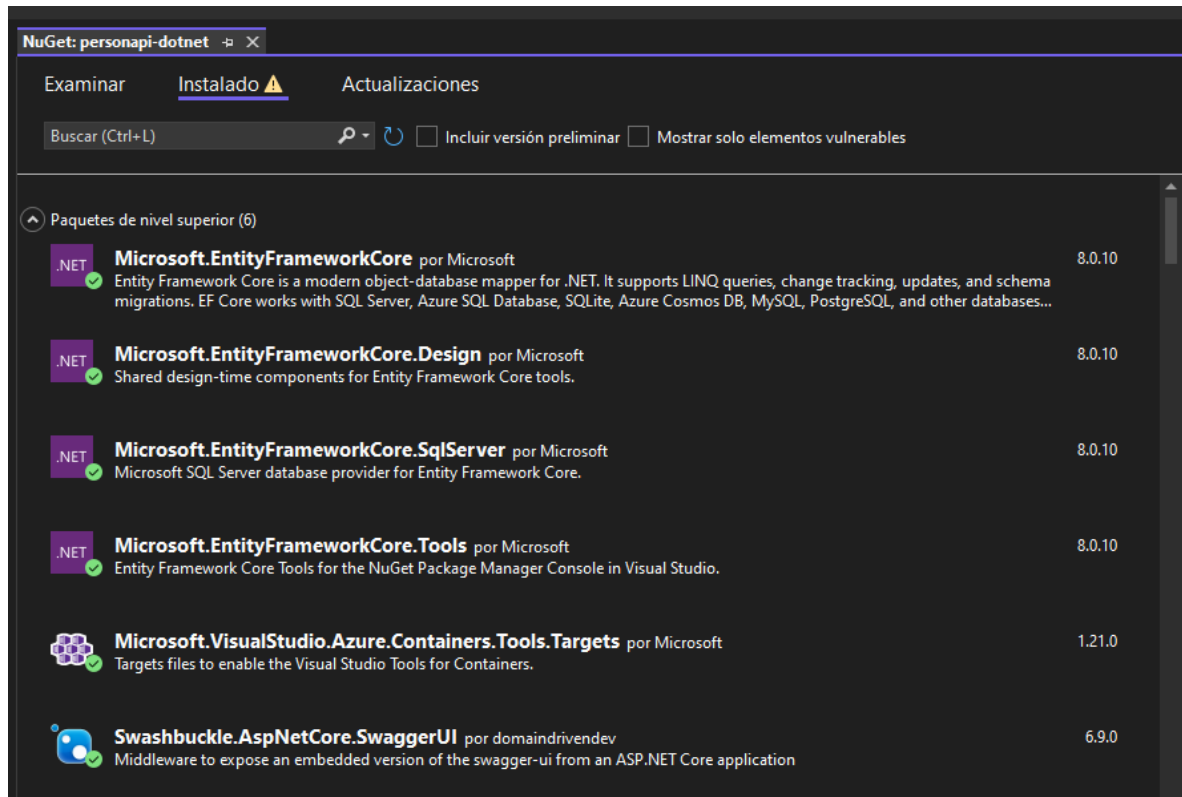 NuGet: personapi-dotnet
Examinar Instalado Actualizaciones
Buscar (Ctrl+L) Incluir versión preliminar Mostrar solo elementos vulnerables
Paquetes de nivel superior (6)
.NET Microsoft.EntityFrameworkCore por Microsoft 8.0.10
Entity Framework Core is a modern object-database mapper for .NET. It supports LINQ queries, change tracking, updates, and schema
migrations. EF Core works with SQL Server, Azure SQL Database, SQLite, Azure Cosmos DB, MySQL, PostgreSQL, and other databases...
.NET Microsoft.EntityFrameworkCore.Design por Microsoft 8.0.10
Shared design-time components for Entity Framework Core tools.
.NET Microsoft.EntityFrameworkCore.SqlServer por Microsoft 8.0.10
Microsoft SQL Server database provider for Entity Framework Core.
.NET Microsoft.EntityFrameworkCore.Tools por Microsoft 8.0.10
Entity Framework Core Tools for the NuGet Package Manager Console in Visual Studio.
Microsoft.VisualStudio.Azure.Containers.Tools.Targets por Microsoft 1.21.0
Targets files to enable the Visual Studio Tools for Containers.
Swashbuckle.AspNetCore.SwaggerUI por domaindrivendev 6.9.0
Middleware to expose an embedded version of the swagger-ui from an ASP.NET Core application